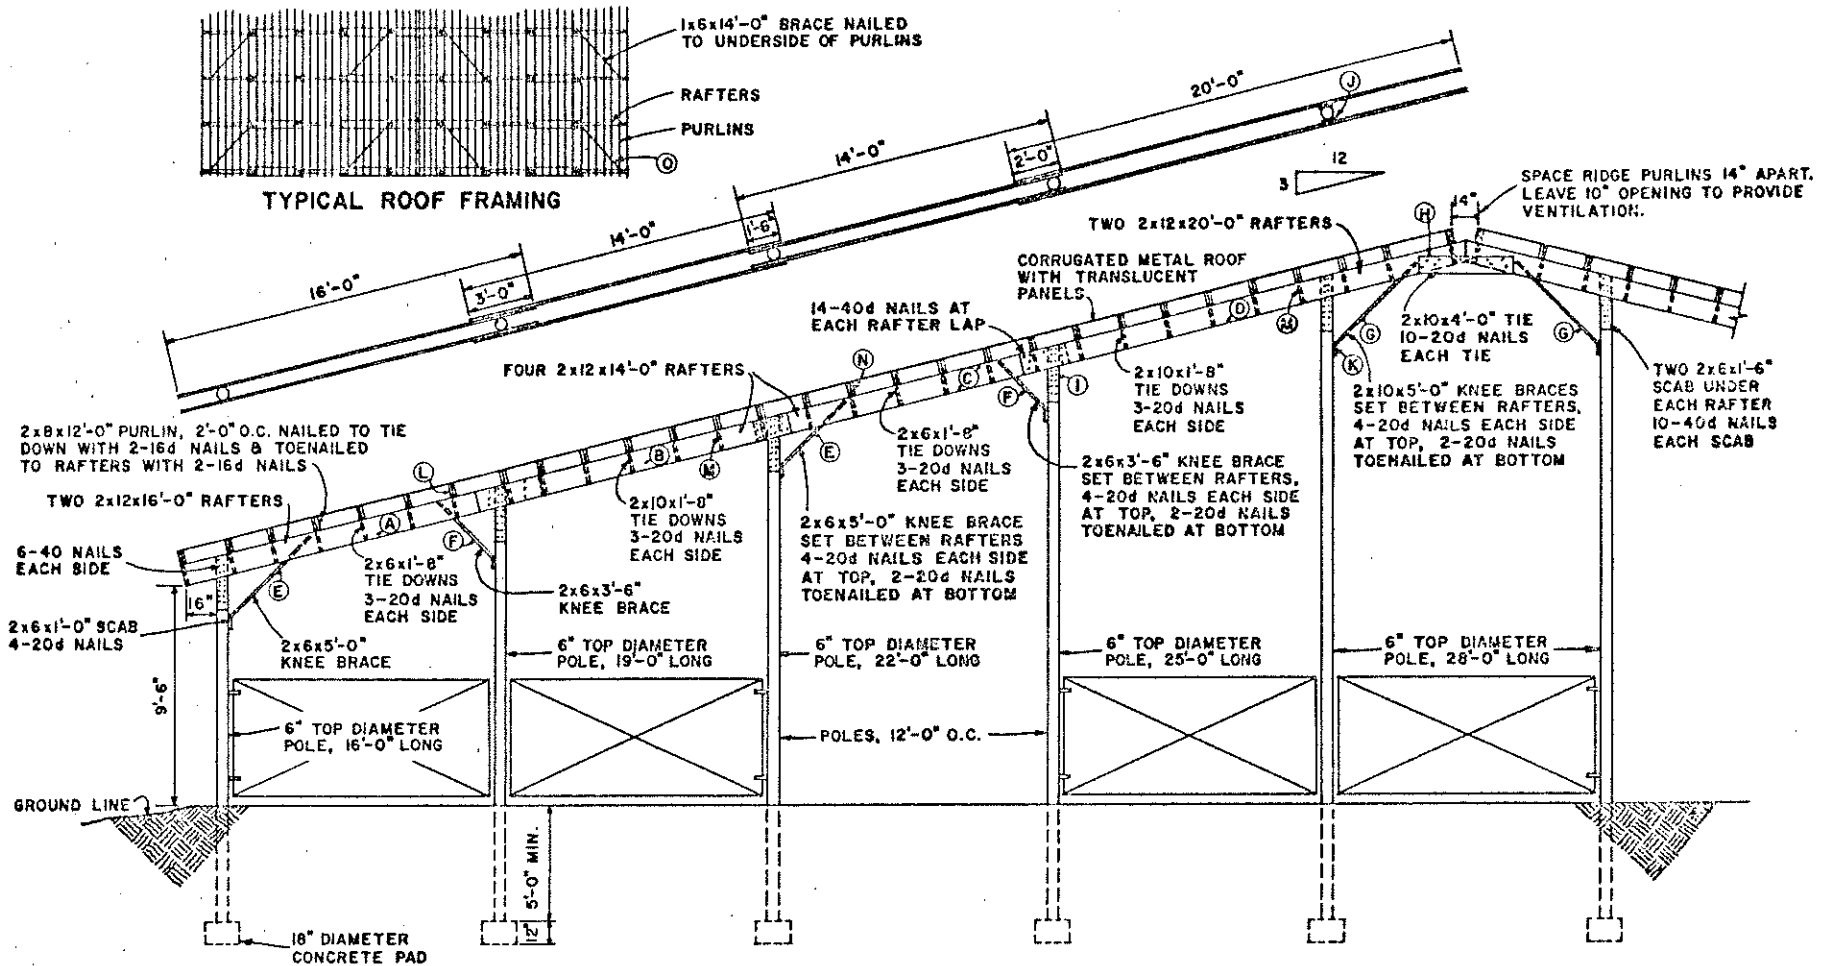 1x6x14'-0" BRACE NAILED
TO UNDERSIDE OF PURLINS
RAFTERS
PURLINS
O
TYPICAL ROOF FRAMING
20'-0"
J
14'-0"
2'-0"
14'-0"
1'-6"
16'-0"
3'-0"
12
3
SPACE RIDGE PURLINS 14" APART.
LEAVE 10" OPENING TO PROVIDE
VENTILATION.
14"
H
TWO 2x12x20'-0" RAFTERS
CORRUGATED METAL ROOF
WITH TRANSLUCENT
PANELS
14-40d NAILS AT
EACH RAFTER LAP
D
M
G
K
2x10x4'-0" TIE
10-20d NAILS
EACH TIE
G
FOUR 2x12x14'-0" RAFTERS
N
C
F
I
2x10x1'-8"
TIE DOWNS
3-20d NAILS
EACH SIDE
2x10x5'-0" KNEE BRACES
SET BETWEEN RAFTERS,
4-20d NAILS EACH SIDE
AT TOP, 2-20d NAILS
TOENAILED AT BOTTOM
TWO 2x6x1'-6"
SCAB UNDER
EACH RAFTER
10-40d NAILS
EACH SCAB
2x8x12'-0" PURLIN, 2'-0" O.C. NAILED TO TIE
DOWN WITH 2-16d NAILS & TOENAILED
TO RAFTERS WITH 2-16d NAILS
TWO 2x12x16'-0" RAFTERS
L
B
M
E
2x6x1'-8"
TIE DOWNS
3-20d NAILS
EACH SIDE
2x6x3'-6" KNEE BRACE
SET BETWEEN RAFTERS,
4-20d NAILS EACH SIDE
AT TOP, 2-20d NAILS
TOENAILED AT BOTTOM
A
F
2x10x1'-8"
TIE DOWNS
3-20d NAILS
EACH SIDE
2x6x5'-0" KNEE BRACE
SET BETWEEN RAFTERS
4-20d NAILS EACH SIDE
AT TOP, 2-20d NAILS
TOENAILED AT BOTTOM
6-40 NAILS
EACH SIDE
E
2x6x1'-8"
TIE DOWNS
3-20d NAILS
EACH SIDE
2x6x3'-6"
KNEE BRACE
16"
2x6x1'-0" SCAB
4-20d NAILS
2x6x5'-0"
KNEE BRACE
6" TOP DIAMETER
POLE, 19'-0" LONG
6" TOP DIAMETER
POLE, 22'-0" LONG
6" TOP DIAMETER
POLE, 25'-0" LONG
6" TOP DIAMETER
POLE, 28'-0" LONG
9'-6"
6" TOP DIAMETER
POLE, 16'-0" LONG
POLES, 12'-0" O.C.
GROUND LINE
5'-0" MIN.
12"
18" DIAMETER
CONCRETE PAD